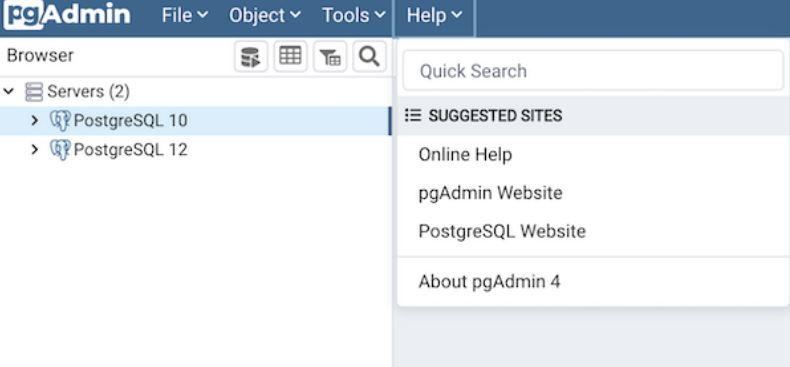 pgAdmin File Object Tools Help
Browser
Quick Search
Servers (2)
PostgreSQL 10
PostgreSQL 12
SUGGESTED SITES
Online Help
pgAdmin Website
PostgreSQL Website
About pgAdmin 4